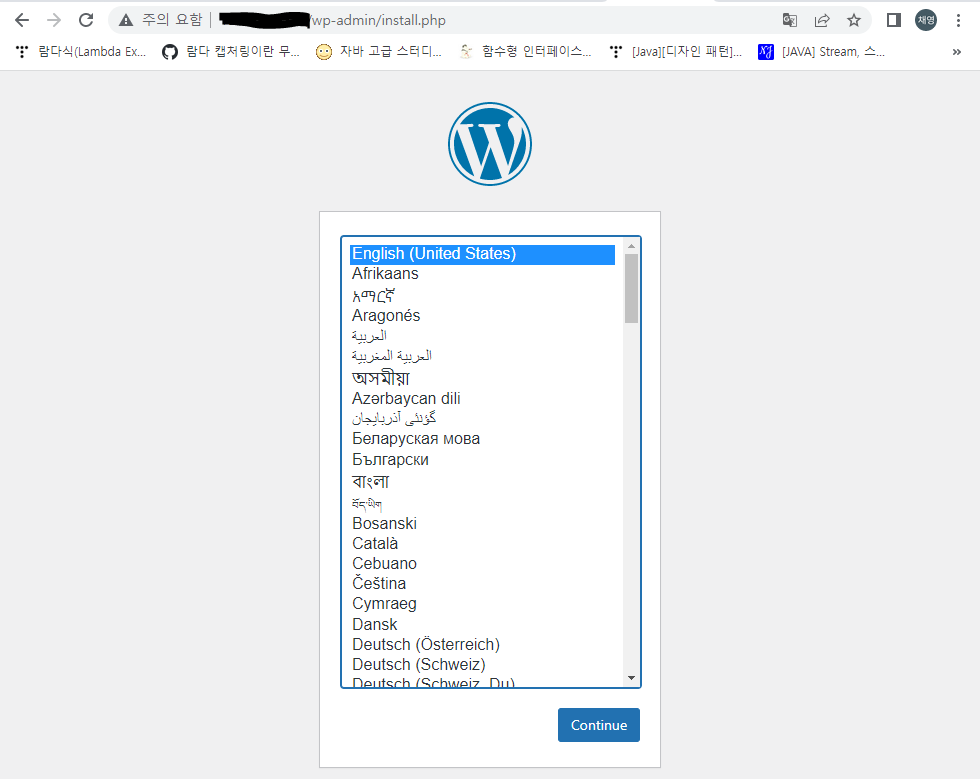 주의 요함 | /wp-admin/install.php
채영
람다식(Lambda Ex...
람다 캡처링이란 무...
자바 고급 스터디...
함수형 인터페이스...
[Java][디자인 패턴]...
[JAVA] Stream, 스...
»
English (United States)
Afrikaans
አማርኛ
Aragonés
العربية
العربية المغربية
অসমীয়া
Azərbaycan dili
گؤنئی آذربایجان
Беларуская мова
Български
বাংলা
བོད་ཡིག
Bosanski
Català
Cebuano
Čeština
Cymraeg
Dansk
Deutsch (Österreich)
Deutsch (Schweiz)
Deutsch (Schweiz, Du)
Continue